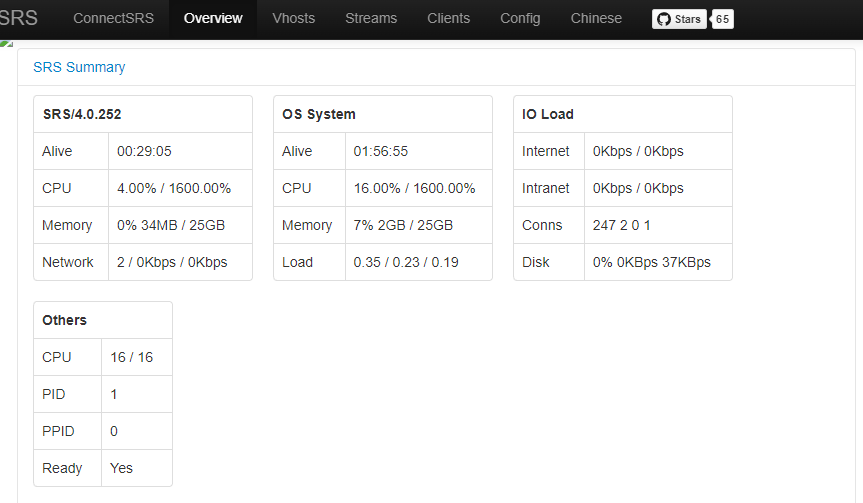 SRS ConnectSRS Overview Vhosts Streams Clients Config Chinese Stars 65
SRS Summary
SRS/4.0.252
Alive 00:29:05
CPU 4.00% / 1600.00%
Memory 0% 34MB / 25GB
Network 2 / 0Kbps / 0Kbps
OS System
Alive 01:56:55
CPU 16.00% / 1600.00%
Memory 7% 2GB / 25GB
Load 0.35 / 0.23 / 0.19
IO Load
Internet 0Kbps / 0Kbps
Intranet 0Kbps / 0Kbps
Conns 247 2 0 1
Disk 0% 0KBps 37KBps
Others
CPU 16 / 16
PID 1
PPID 0
Ready Yes